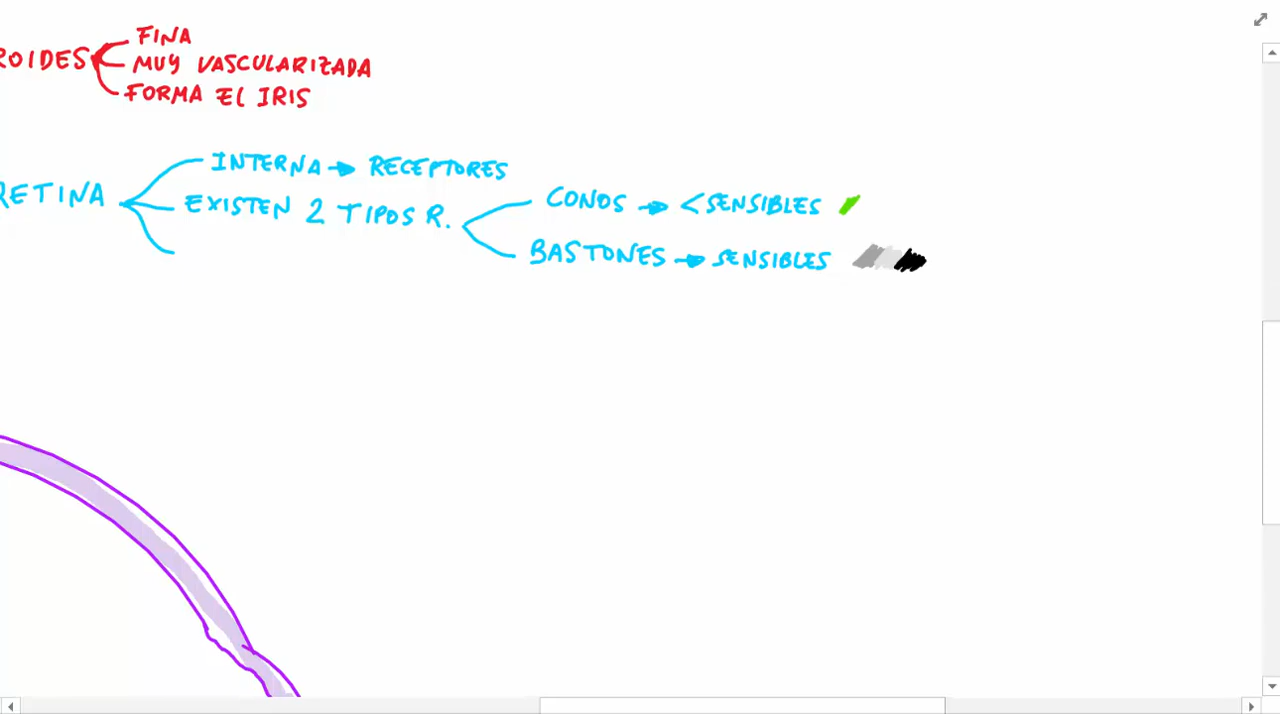 FINA
ROIDES
MUY VASCULARIZADA
FORMA EL IRIS
INTERNA → RECEPTORES
RETINA
EXISTEN 2 TIPOS R.
CONOS → <SENSIBLES
BASTONES → SENSIBLES